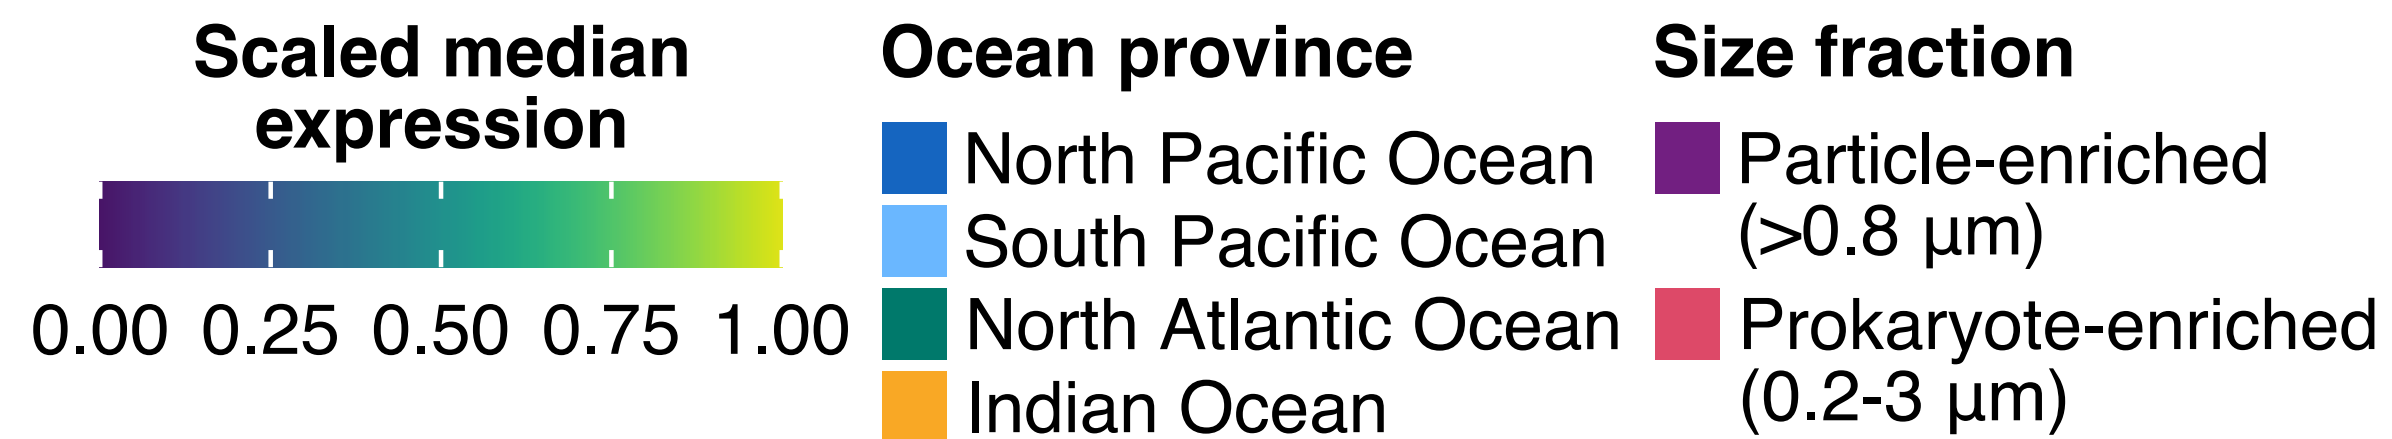 Scaled median
expression
0.00 0.25 0.50 0.75 1.00
Ocean province
North Pacific Ocean
South Pacific Ocean
North Atlantic Ocean
Indian Ocean
Size fraction
Particle-enriched
(>0.8 µm)
Prokaryote-enriched
(0.2-3 µm)